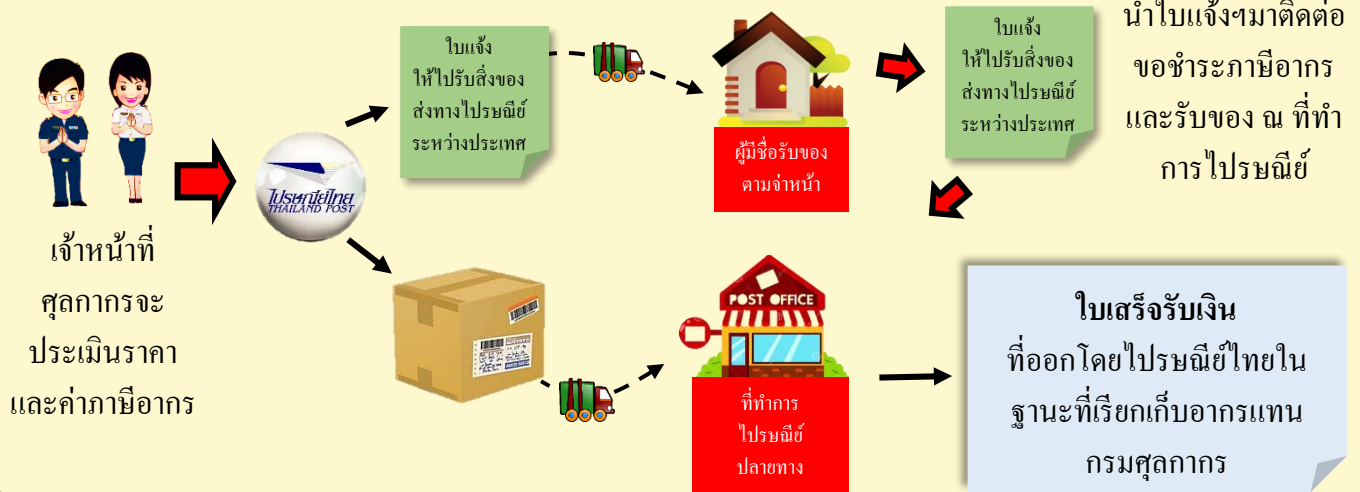 เจ้าหน้าที่
ศุลกากรจะ
ประเมินราคา
และค่าภาษีอากร
ไปรษณีย์ไทย
THAILAND POST
ใบแจ้ง
ให้ไปรับสิ่งของ
ส่งทางไปรษณีย์
ระหว่างประเทศ
ผู้มีชื่อรับของ
ตามจ่าหน้า
ใบแจ้ง
ให้ไปรับสิ่งของ
ส่งทางไปรษณีย์
ระหว่างประเทศ
นำใบแจ้งฯมาติดต่อ
ขอชำระภาษีอากร
และรับของ ณ ที่ทำ
การไปรษณีย์
POST OFFICE
ที่ทำการ
ไปรษณีย์
ปลายทาง
ใบเสร็จรับเงิน
ที่ออกโดยไปรษณีย์ไทยใน
ฐานะที่เรียกเก็บอากรแทน
กรมศุลกากร